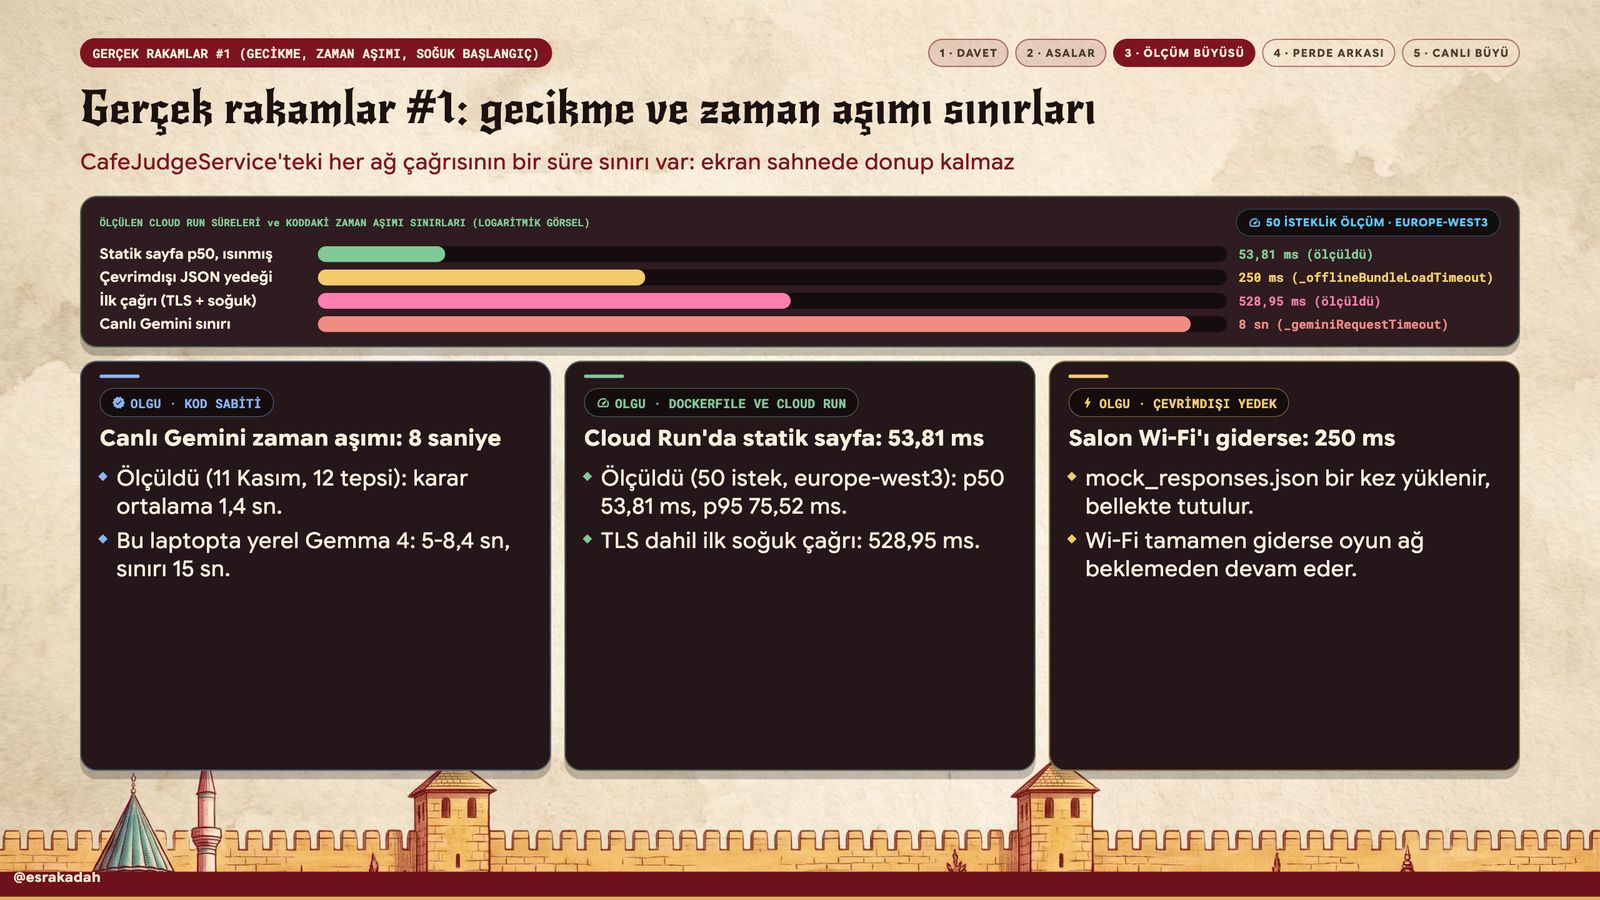 GERÇEK RAKAMLAR #1 (GECİKME, ZAMAN AŞIMI, SOĞUK BAŞLANGIÇ)
1 · DAVET
2 · ASALAR
3 · ÖLÇÜM BÜYÜSÜ
4 · PERDE ARKASI
5 · CANLI BÜYÜ
Gerçek rakamlar #1: gecikme ve zaman aşımı sınırları
CafeJudgeService'teki her ağ çağrısının bir süre sınırı var: ekran sahnede donup kalmaz
ÖLÇÜLEN CLOUD RUN SÜRELERİ ve KODDAKİ ZAMAN AŞIMI SINIRLARI (LOGARİTMİK GÖRSEL)
50 İSTEKLİK ÖLÇÜM · EUROPE-WEST3
Statik sayfa p50, ısınmış
53,81 ms (ölçüldü)
Çevrimdışı JSON yedeği
250 ms (_offlineBundleLoadTimeout)
İlk çağrı (TLS + soğuk)
528,95 ms (ölçüldü)
Canlı Gemini sınırı
8 sn (_geminiRequestTimeout)
OLGU · KOD SABİTİ
Canlı Gemini zaman aşımı: 8 saniye
Ölçüldü (11 Kasım, 12 tepsi): karar
ortalama 1,4 sn.
Bu laptopta yerel Gemma 4: 5-8,4 sn,
sınırı 15 sn.
OLGU · DOCKERFILE VE CLOUD RUN
Cloud Run'da statik sayfa: 53,81 ms
Ölçüldü (50 istek, europe-west3): p50
53,81 ms, p95 75,52 ms.
TLS dahil ilk soğuk çağrı: 528,95 ms.
OLGU · ÇEVRİMDIŞI YEDEK
Salon Wi-Fi'ı giderse: 250 ms
mock_responses.json bir kez yüklenir,
bellekte tutulur.
Wi-Fi tamamen giderse oyun ağ
beklemeden devam eder.
@esrakadah